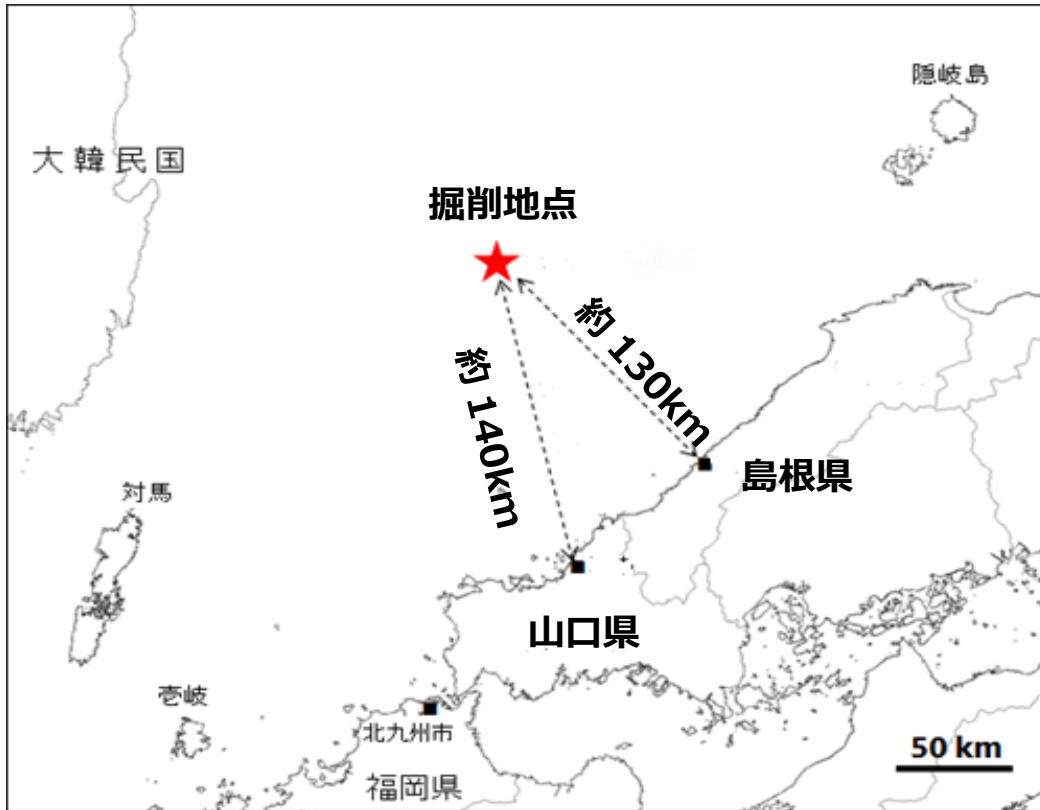 隠岐島
大韓民国
掘削地点
約 130km
約 140km
島根県
対馬
山口県
壱岐
北九州市
福岡県
50 km